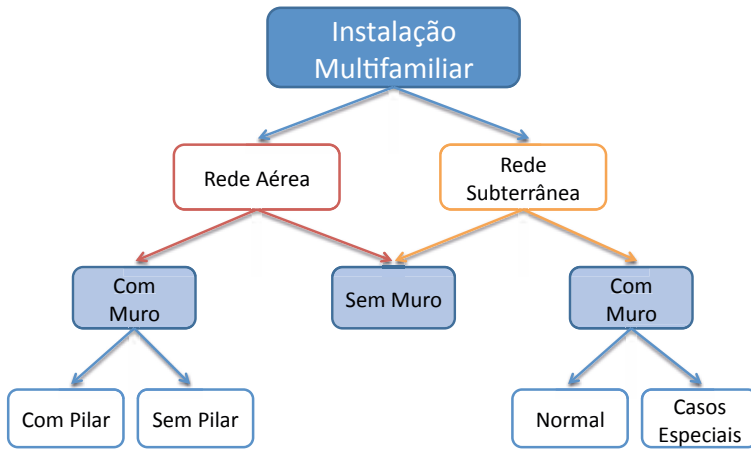 Instalação
Multifamiliar
Rede Aérea
Rede
Subterrânea
Com
Muro
Sem Muro
Com
Muro
Com Pilar
Sem Pilar
Normal
Casos
Especiais